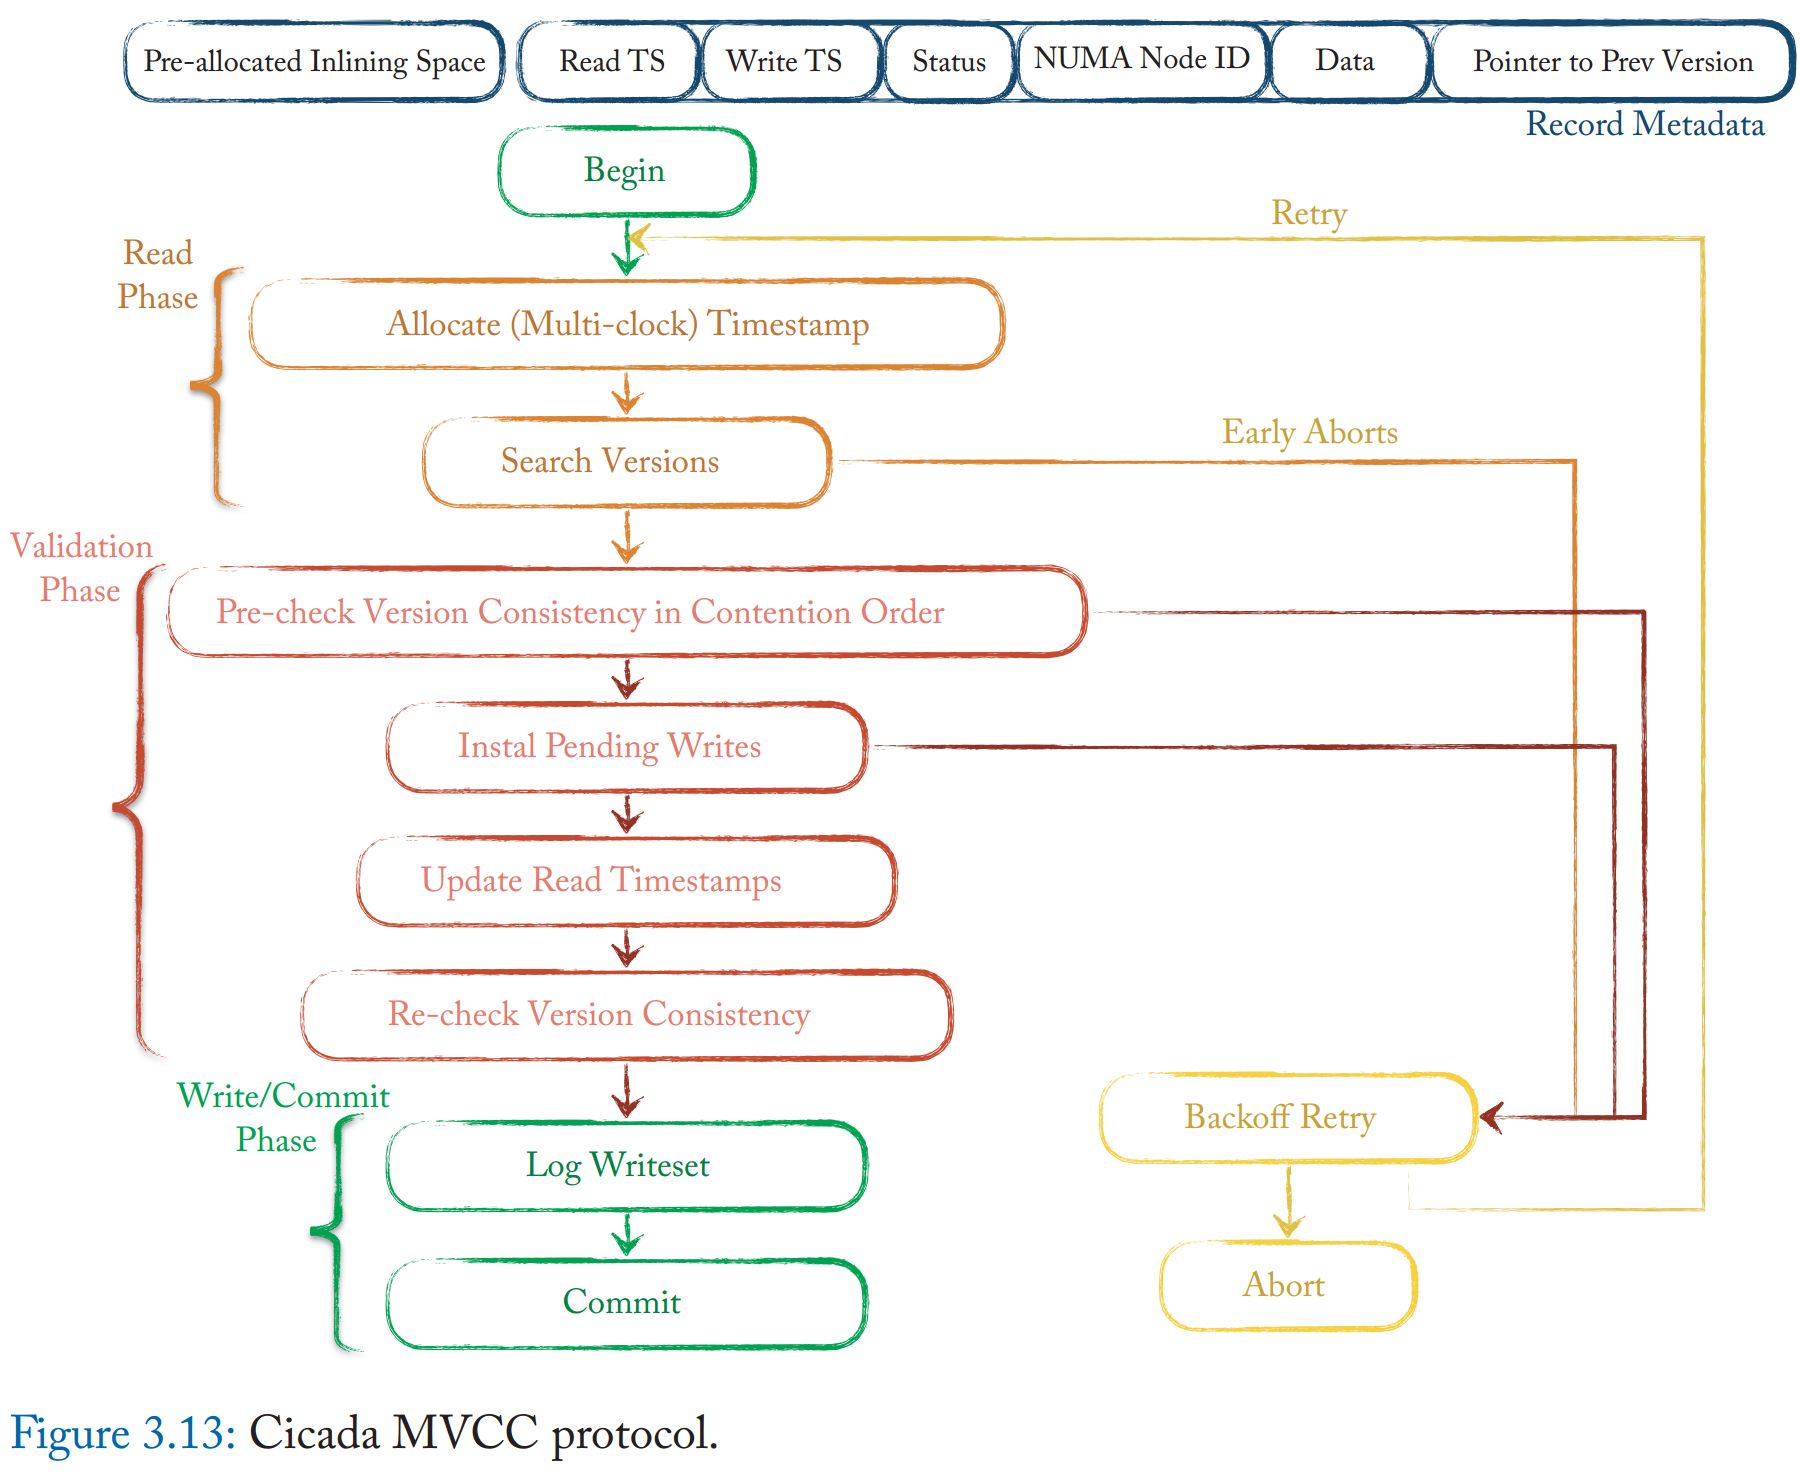 Pre-allocated Inlining Space Read TS Write TS Status NUMA Node ID Data Pointer to Prev Version
Record Metadata
Begin
Retry
Read
Phase
Allocate (Multi-clock) Timestamp
Early Aborts
Search Versions
Validation
Phase
Pre-check Version Consistency in Contention Order
Instal Pending Writes
Update Read Timestamps
Re-check Version Consistency
Write/Commit
Phase
Backoff Retry
Log Writeset
Abort
Commit
Figure 3.13: Cicada MVCC protocol.